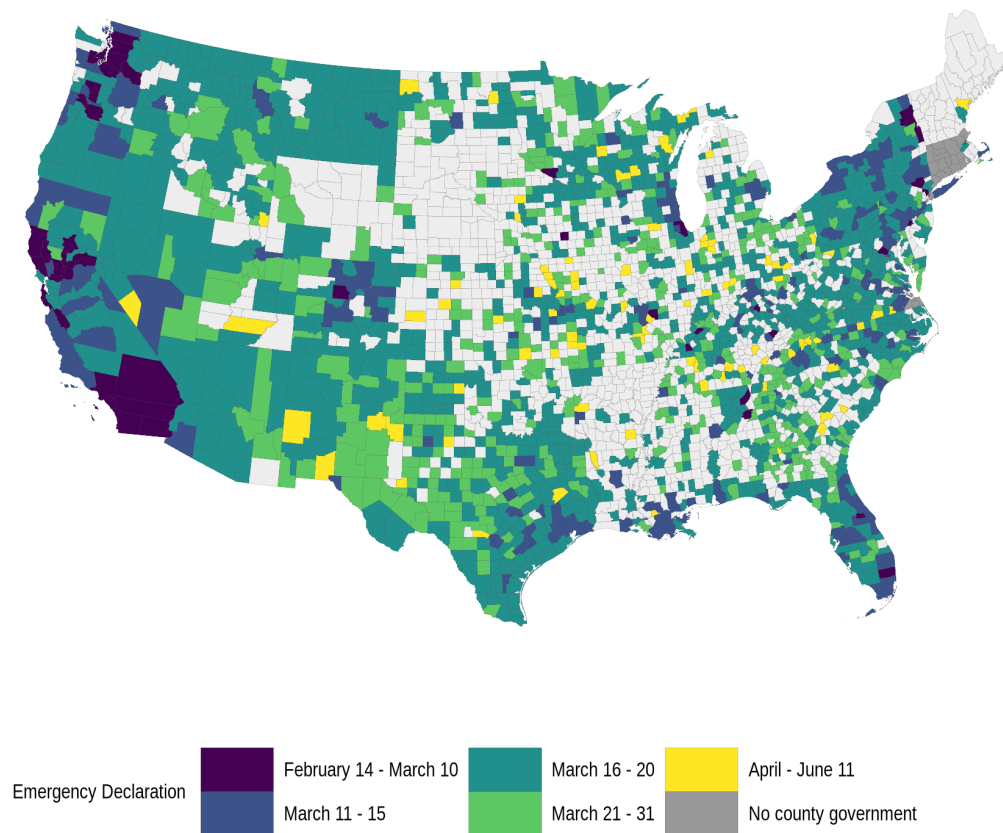 Emergency Declaration
February 14 - March 10
March 11 - 15
March 16 - 20
March 21 - 31
April - June 11
No county government